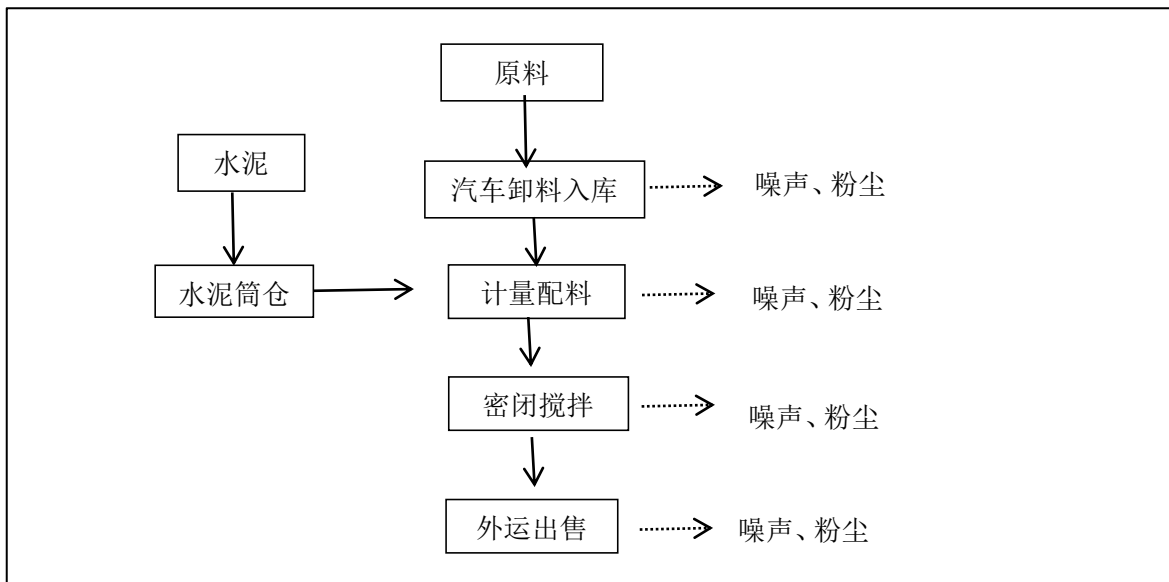 原料
水泥
汽车卸料入库
噪声、粉尘
水泥筒仓
计量配料
噪声、粉尘
密闭搅拌
噪声、粉尘
外运出售
噪声、粉尘